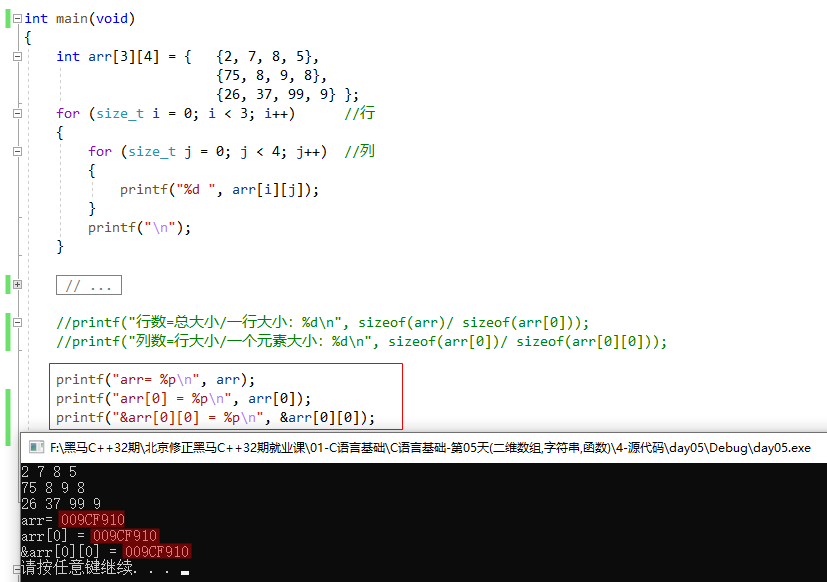 int main(void)
{
    int arr[3][4] = {   {2, 7, 8, 5},
                        {75, 8, 9, 8},
                        {26, 37, 99, 9} };
    for (size_t i = 0; i < 3; i++)      //行
    {
        for (size_t j = 0; j < 4; j++)  //列
        {
            printf("%d ", arr[i][j]);
        }
        printf("\n");
    }
    // ...
    //printf("行数=总大小/一行大小：%d\n", sizeof(arr)/ sizeof(arr[0]));
    //printf("列数=行大小/一个元素大小：%d\n", sizeof(arr[0])/ sizeof(arr[0][0]));
    printf("arr= %p\n", arr);
    printf("arr[0] = %p\n", arr[0]);
    printf("&arr[0][0] = %p\n", &arr[0][0]);
F:\黑马C++32期\北京修正黑马C++32期就业课\01-C语言基础\C语言基础-第05天(二维数组,字符串,函数)\4-源代码\day05\Debug\day05.exe
2 7 8 5
75 8 9 8
26 37 99 9
arr= 009CF910
arr[0] = 009CF910
&arr[0][0] = 009CF910
请按任意键继续. . .